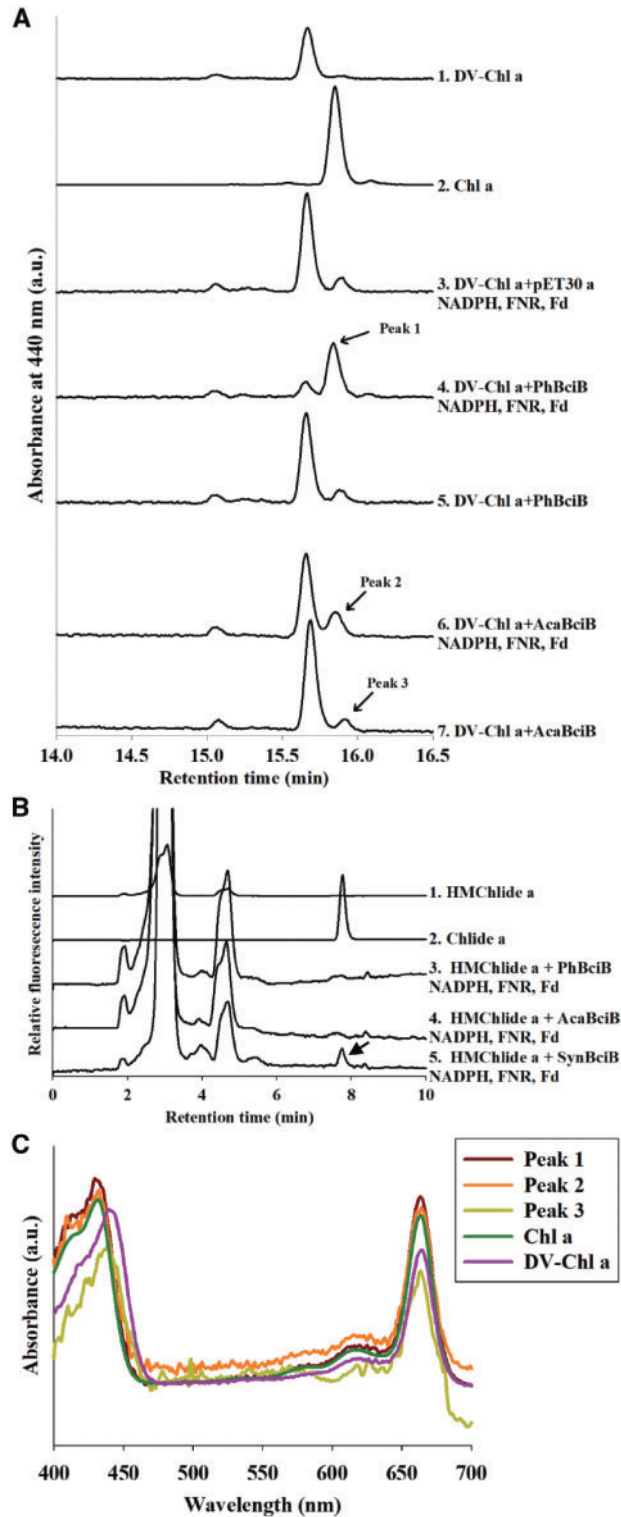 A
Absorbance at 440 nm (a.u.)
1. DV-Chl a
2. Chl a
3. DV-Chl a+pET30 a
NADPH, FNR, Fd
Peak 1
4. DV-Chl a+PhBciB
NADPH, FNR, Fd
5. DV-Chl a+PhBciB
Peak 2
6. DV-Chl a+AcaBciB
NADPH, FNR, Fd
Peak 3
7. DV-Chl a+AcaBciB
14.0 14.5 15.0 15.5 16.0 16.5
Retention time (min)
B
Relative fluoresecence intensity
1. HMChlide a
2. Chlide a
3. HMChlide a + PhBciB
NADPH, FNR, Fd
4. HMChlide a + AcaBciB
NADPH, FNR, Fd
5. HMChlide a + SynBciB
NADPH, FNR, Fd
0 2 4 6 8 10
Retention time (min)
C
Absorbance (a.u.)
Peak 1
Peak 2
Peak 3
Chl a
DV-Chl a
400 450 500 550 600 650 700
Wavelength (nm)